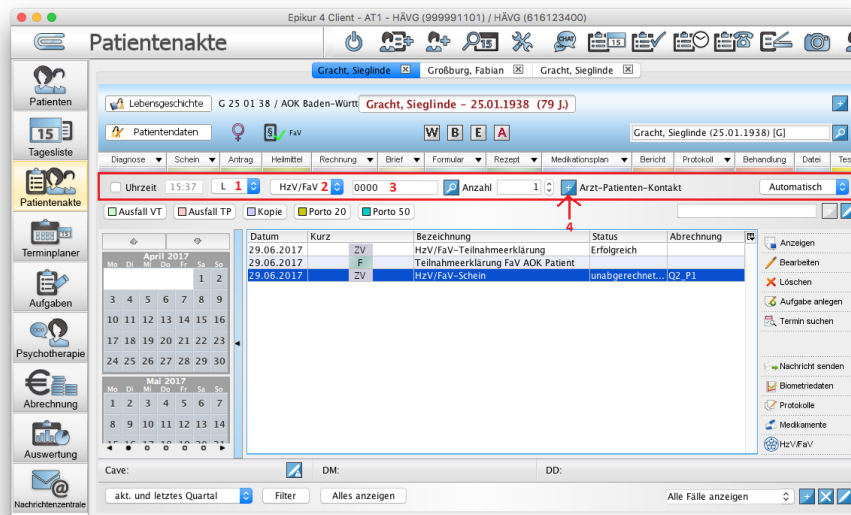 Epikur 4 Client - AT1 - HÄVG (999991101) / HÄVG (616123400)
Patientenakte
15
CHAT
15
Gracht, Sieglinde
Großburg, Fabian
Gracht, Sieglinde
Patienten
Lebensgeschichte
G 25 01 38 / AOK Baden-Württ
Gracht, Sieglinde – 25.01.1938 (79 J.)
15
Tagesliste
Patientendaten
§
FaV
W B E A
Gracht, Sieglinde (25.01.1938) [G]
Diagnose Schein Antrag Heilmittel Rechnung Brief Formular Rezept Medikationsplan Bericht Protokoll Behandlung Datei Tes
Patientenakte
Uhrzeit 15:37 L 1 HzV/FaV 2 0000 3 Anzahl 1 Arzt-Patienten-Kontakt Automatisch
4
Ausfall VT Ausfall TP Kopie Porto 20 Porto 50
Terminplaner
Aufgaben
Psychotherapie
Abrechnung
Auswertung
Nachrichtenzentrale
April 2017
Mo Di Mi Do Fr Sa So
1 2
3 4 5 6 7 8 9
10 11 12 13 14 15 16
17 18 19 20 21 22 23
24 25 26 27 28 29 30
Mai 2017
Mo Di Mi Do Fr Sa So
1 2 3 4 5 6 7
8 9 10 11 12 13 14
Datum Kurz Bezeichnung Status Abrechnung
29.06.2017 ZV HzV/FaV-Teilnahmeerklärung Erfolgreich
29.06.2017 F Teilnahmeerklärung FaV AOK Patient
29.06.2017 ZV HzV/FaV-Schein unabgerechnet... Q2_P1
Anzeigen
Bearbeiten
Löschen
Aufgabe anlegen
Termin suchen
Nachricht senden
Biometriedaten
Protokolle
Medikamente
HzV/FaV
Cave: DM: DD:
akt. und letztes Quartal Filter Alles anzeigen Alle Fälle anzeigen